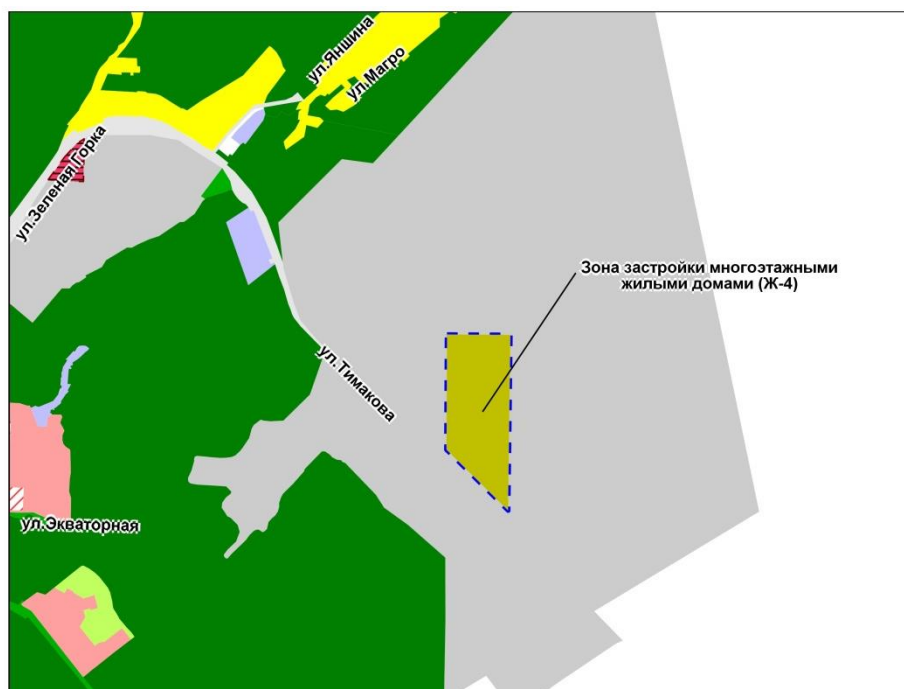 ул.Яншина
ул.Магро
ул.Зеленая Горка
Зона застройки многоэтажными
жилыми домами (Ж-4)
ул.Тимакова
ул.Экваторная